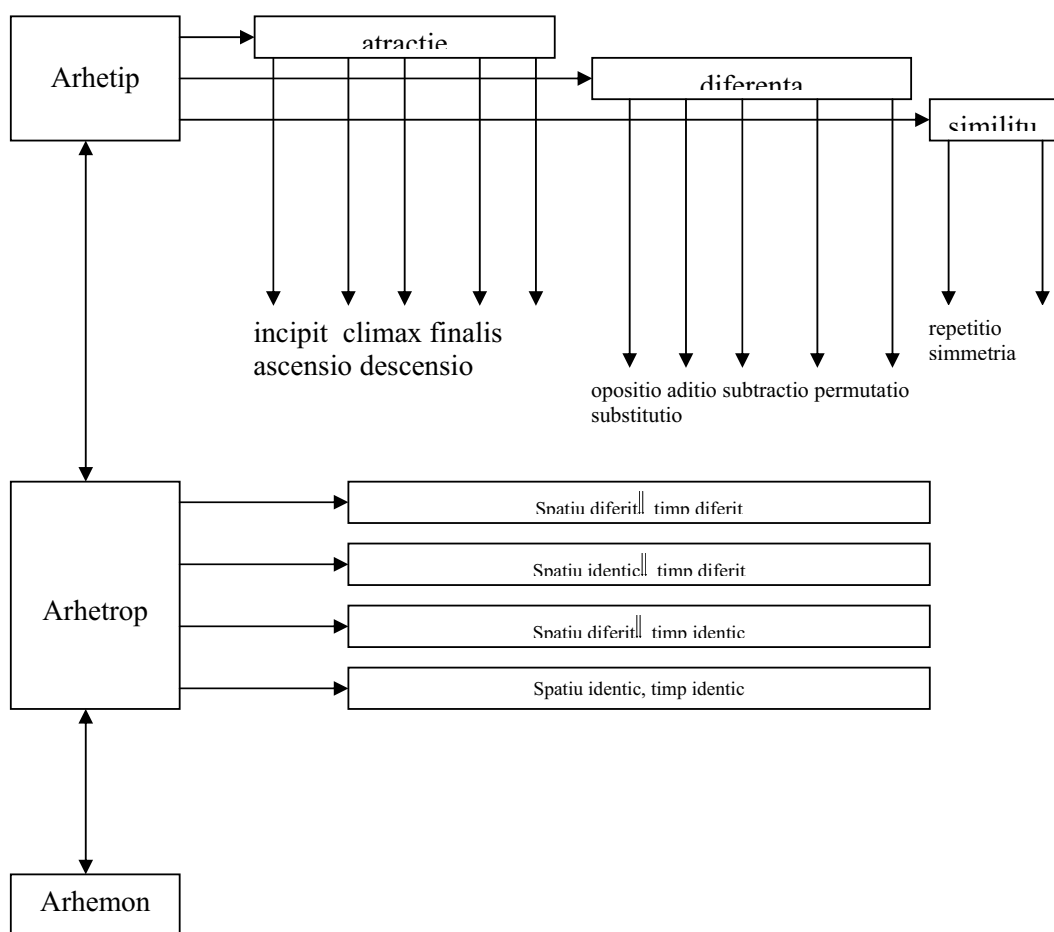 atractie
Arhetip
diferenta
similitu
incipit climax finalis
ascensio descensio
repetitio
simmetria
opositio aditio subtractio permutatio
substitutio
Spatiu diferit║ timp diferit
Spatiu identic║ timp diferit
Arhetrop
Spatiu diferit║ timp identic
Spatiu identic, timp identic
Arhemon